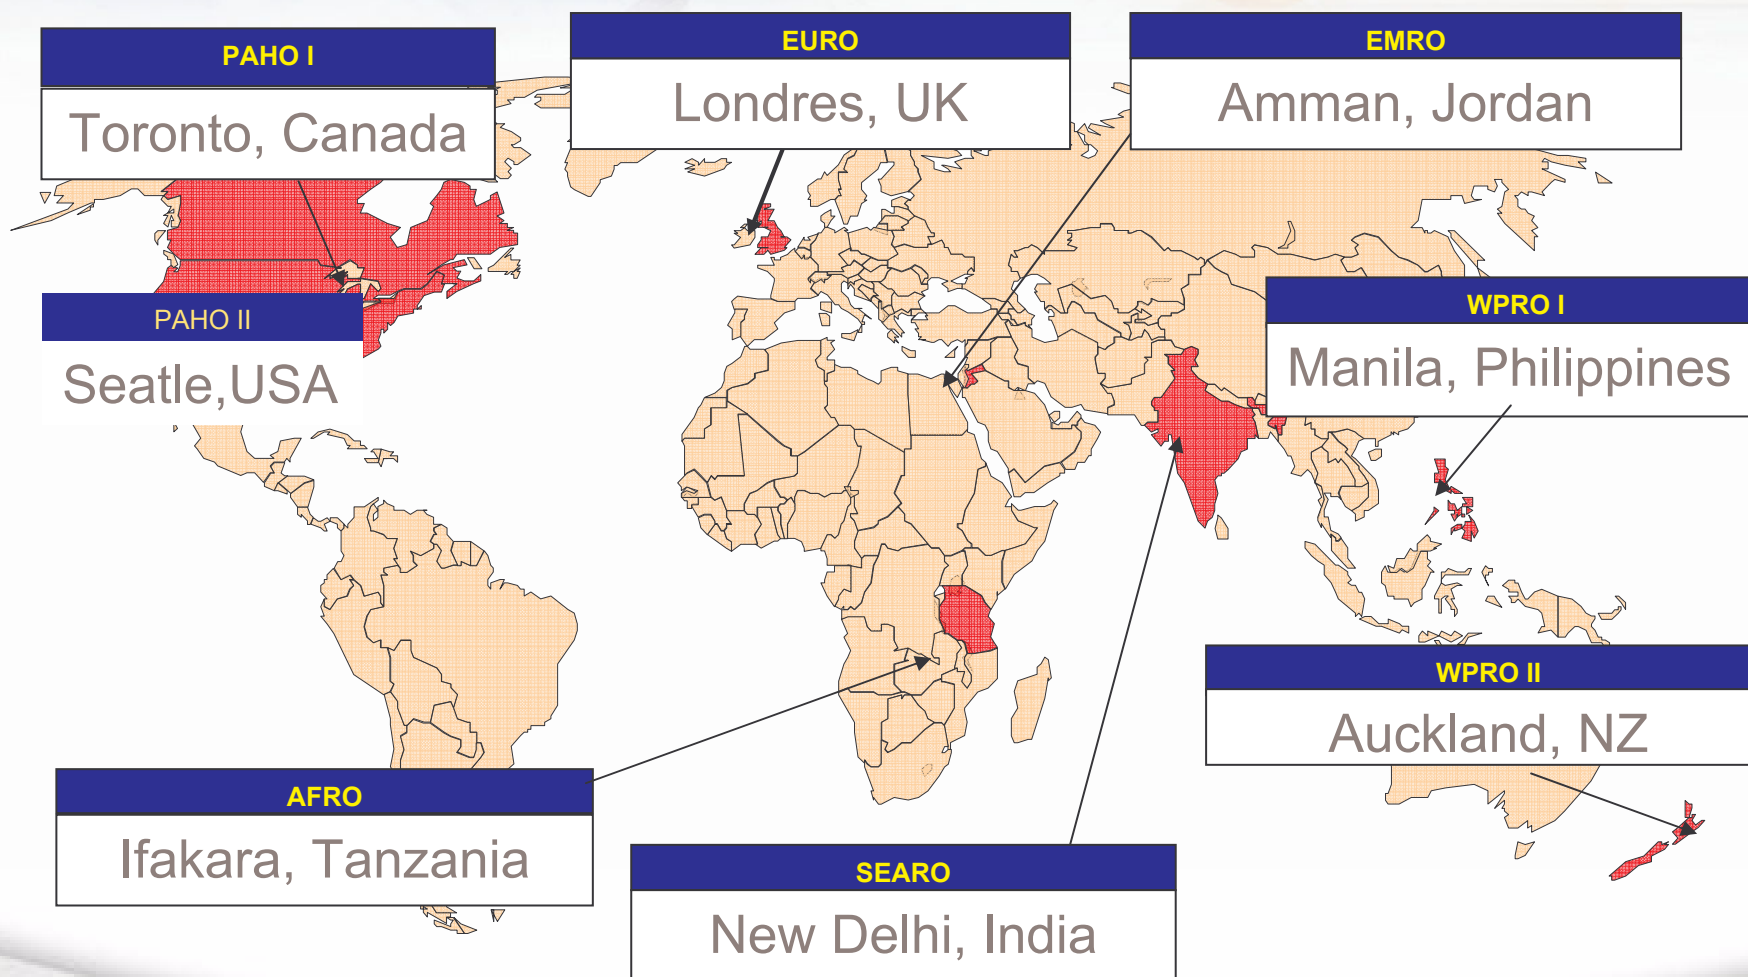 PAHO I
Toronto, Canada
EURO
Londres, UK
EMRO
Amman, Jordan
PAHO II
Seatle,USA
WPRO I
Manila, Philippines
WPRO II
Auckland, NZ
AFRO
Ifakara, Tanzania
SEARO
New Delhi, India